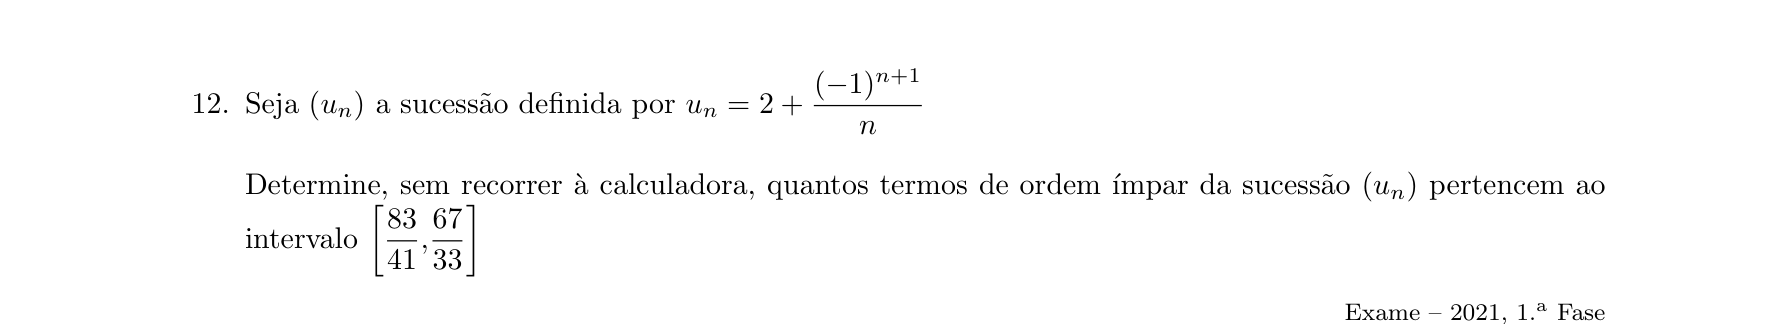 12. Seja (uₙ) a sucessão definida por uₙ = 2 + (−1)ⁿ⁺¹/n
Determine, sem recorrer à calculadora, quantos termos de ordem ímpar da sucessão (uₙ) pertencem ao
intervalo [83/41, 67/33]
Exame – 2021, 1.ª Fase